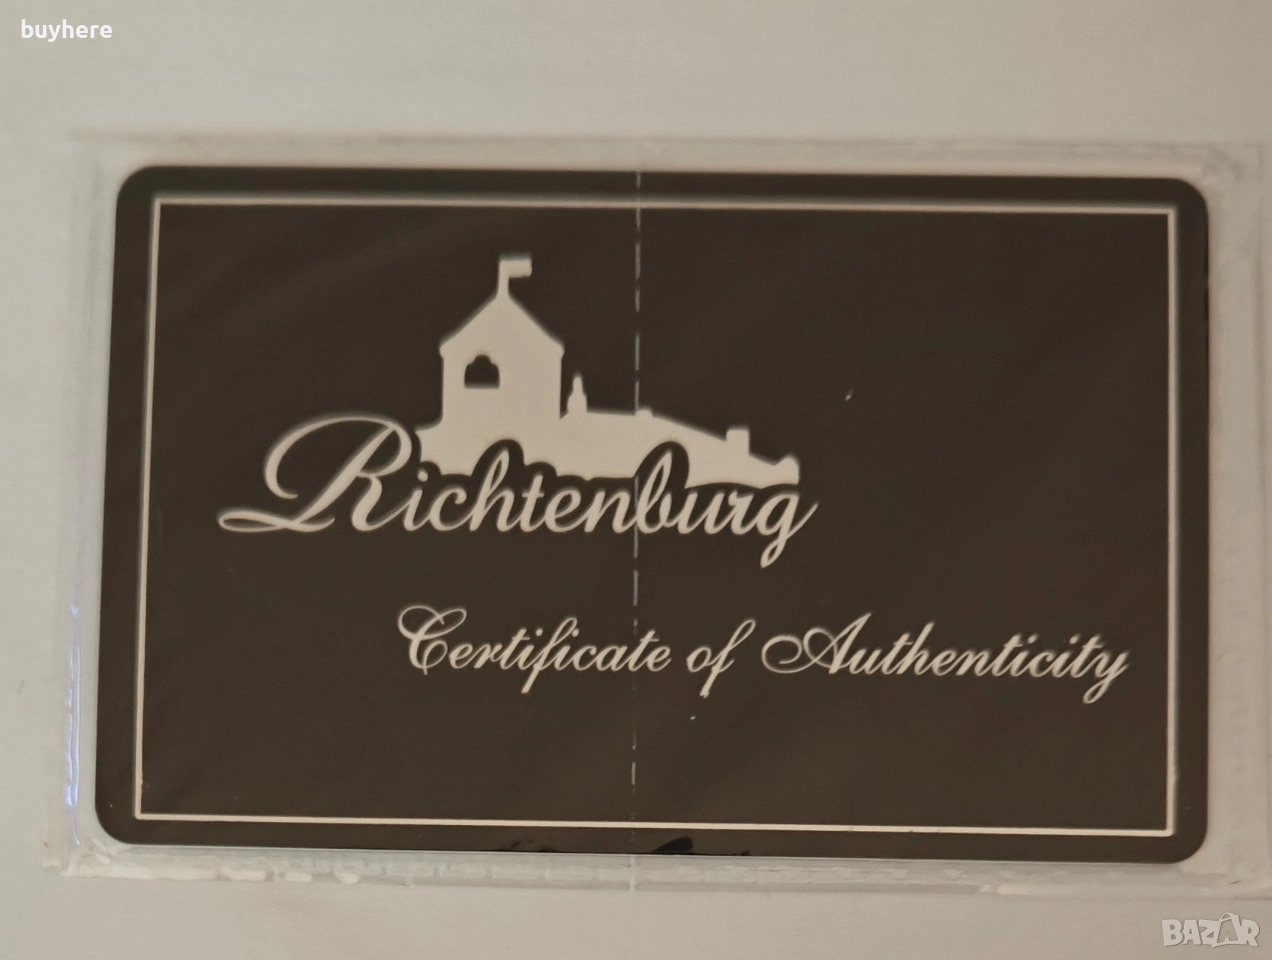 buyhere
Richtenburg
Certificate of Authenticity
BAZAR